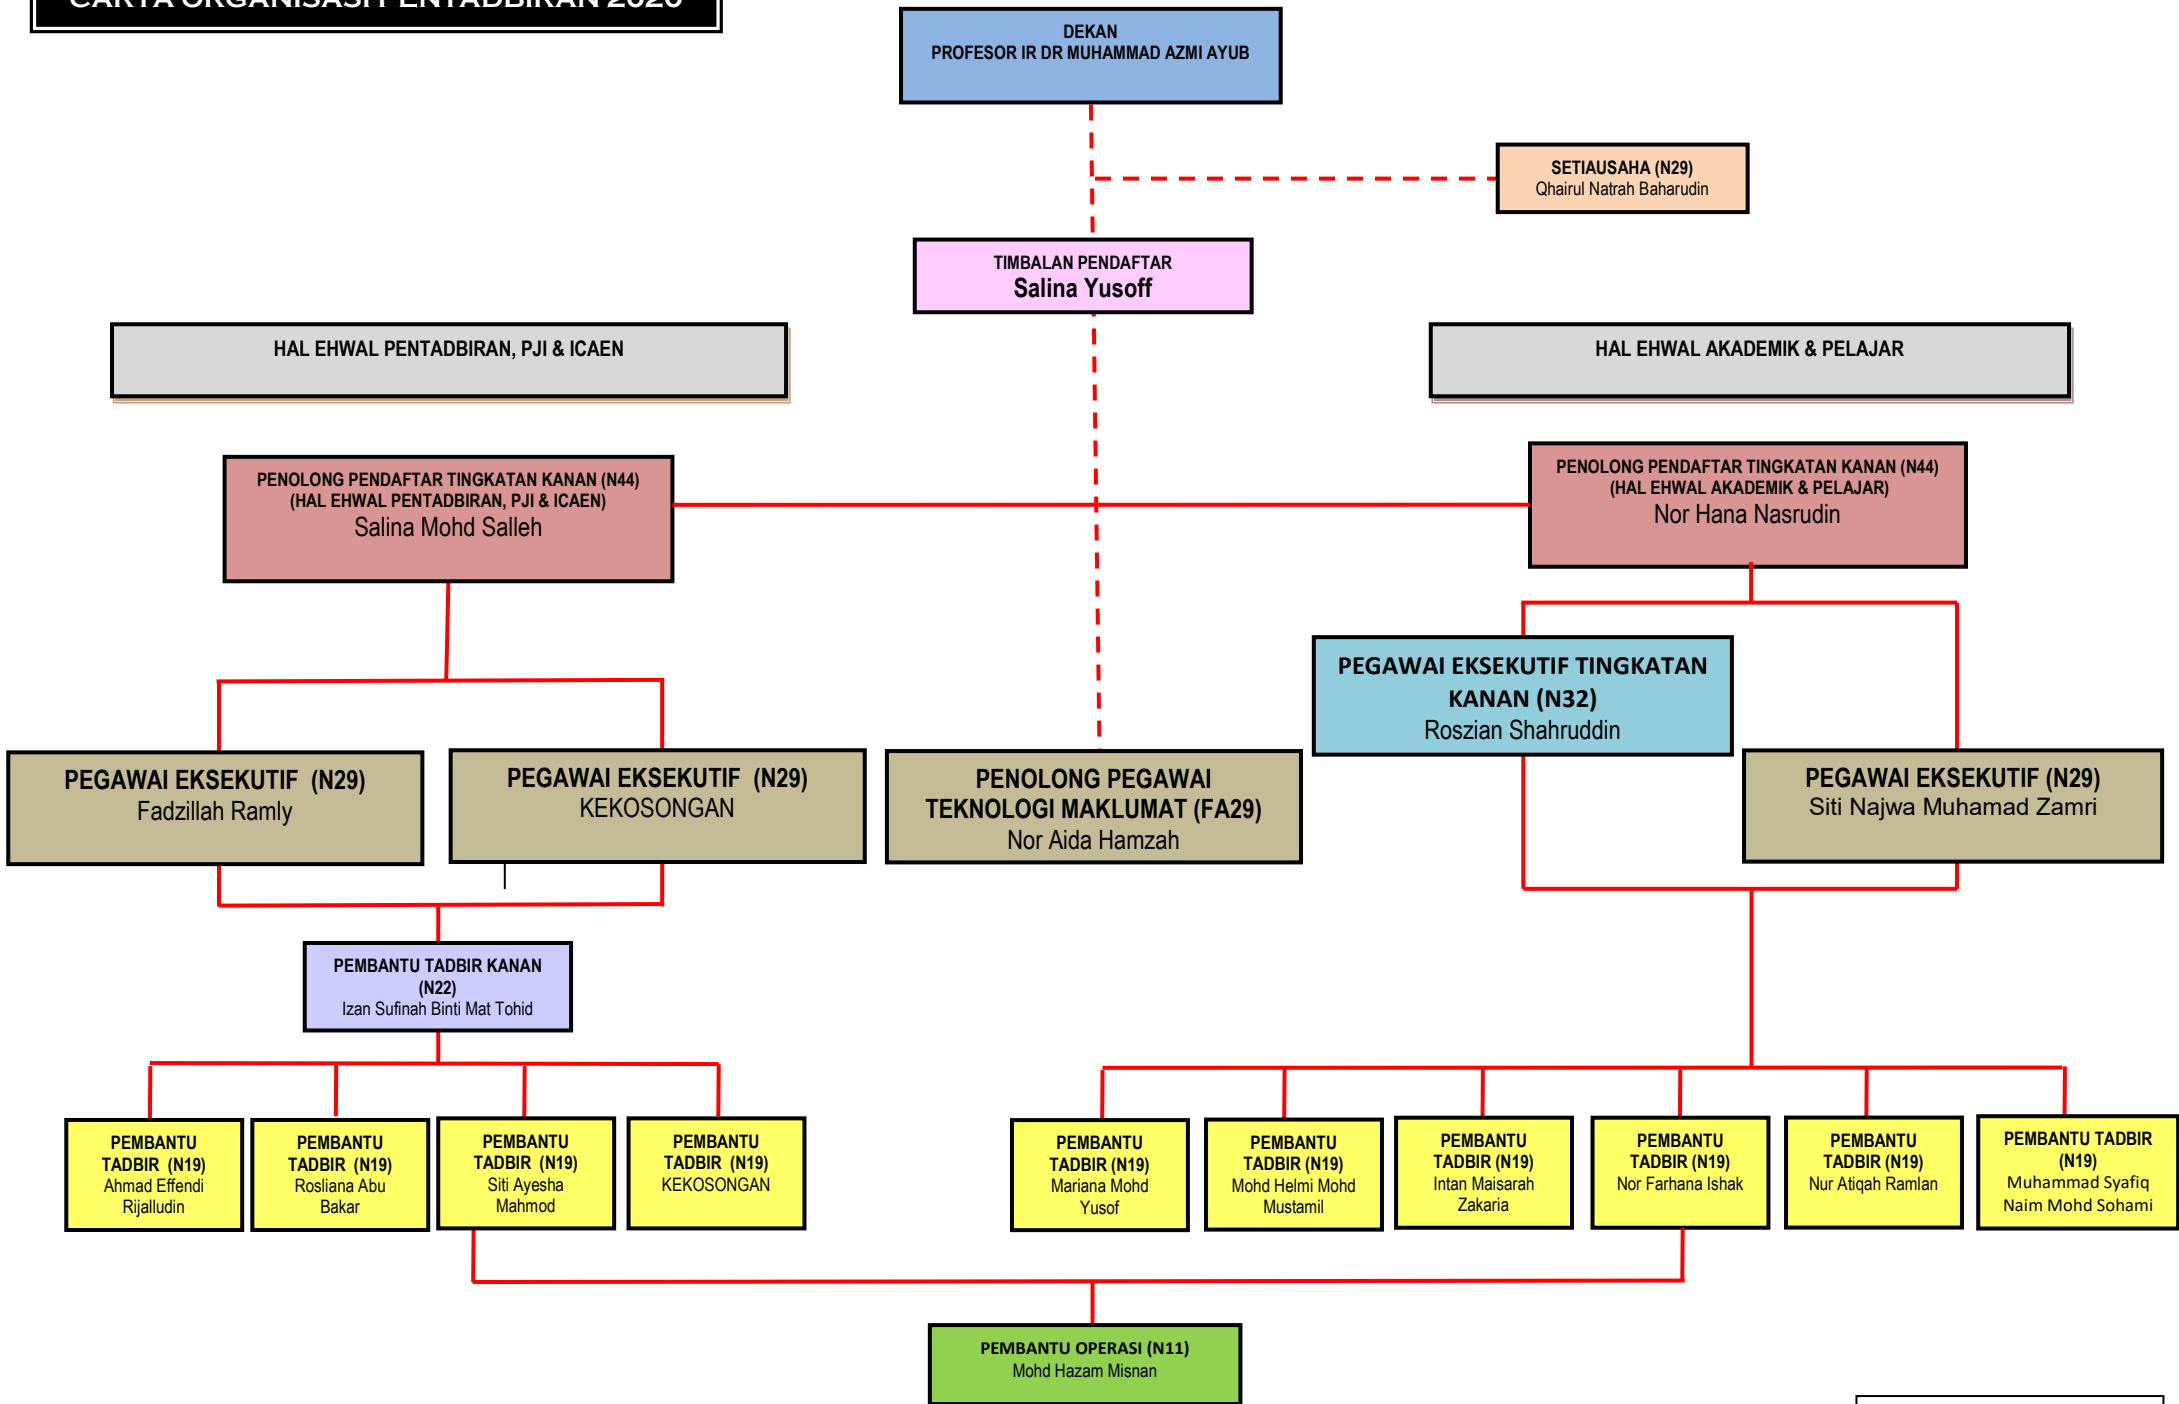 CARTA ORGANISASI PENTADBIRAN 2020
DEKAN
PROFESOR IR DR MUHAMMAD AZMI AYUB
SETIAUSAHA (N29)
Qhairul Natrah Baharudin
TIMBALAN PENDAFTAR
Salina Yusoff
HAL EHWAL PENTADBIRAN, PJI & ICAEN
HAL EHWAL AKADEMIK & PELAJAR
PENOLONG PENDAFTAR TINGKATAN KANAN (N44)
(HAL EHWAL PENTADBIRAN, PJI & ICAEN)
Salina Mohd Salleh
PENOLONG PENDAFTAR TINGKATAN KANAN (N44)
(HAL EHWAL AKADEMIK & PELAJAR)
Nor Hana Nasrudin
PEGAWAI EKSEKUTIF TINGKATAN
KANAN (N32)
Roszian Shahruddin
PEGAWAI EKSEKUTIF (N29)
Fadzillah Ramly
PEGAWAI EKSEKUTIF (N29)
KEKOSONGAN
PENOLONG PEGAWAI
TEKNOLOGI MAKLUMAT (FA29)
Nor Aida Hamzah
PEGAWAI EKSEKUTIF (N29)
Siti Najwa Muhamad Zamri
PEMBANTU TADBIR KANAN
(N22)
Izan Sufinah Binti Mat Tohid
PEMBANTU
TADBIR (N19)
Ahmad Effendi
Rijalludin
PEMBANTU
TADBIR (N19)
Rosliana Abu
Bakar
PEMBANTU
TADBIR (N19)
Siti Ayesha
Mahmod
PEMBANTU
TADBIR (N19)
KEKOSONGAN
PEMBANTU
TADBIR (N19)
Mariana Mohd
Yusof
PEMBANTU
TADBIR (N19)
Mohd Helmi Mohd
Mustamil
PEMBANTU
TADBIR (N19)
Intan Maisarah
Zakaria
PEMBANTU
TADBIR (N19)
Nor Farhana Ishak
PEMBANTU
TADBIR (N19)
Nur Atiqah Ramlan
PEMBANTU TADBIR
(N19)
Muhammad Syafiq
Naim Mohd Sohami
PEMBANTU OPERASI (N11)
Mohd Hazam Misnan